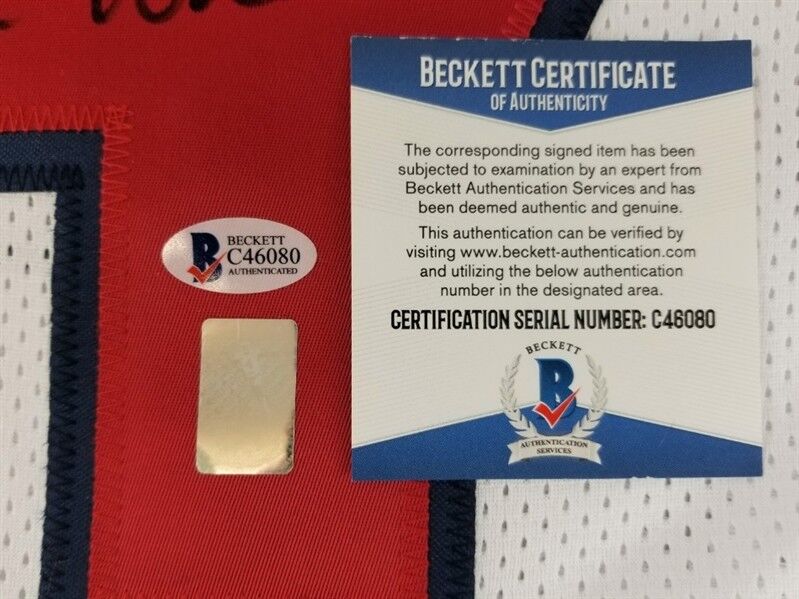 BECKETT CERTIFICATE
OF AUTHENTICITY
The corresponding signed item has been
subjected to examination by an expert from
Beckett Authentication Services and has
been deemed authentic and genuine.
This authentication can be verified by
visiting www.beckett-authentication.com
and utilizing the below authentication
number in the designated area.
CERTIFICATION SERIAL NUMBER: C46080
BECKETT
B
AUTHENTICATION
SERVICES
B
BECKETT
C46080
AUTHENTICATED